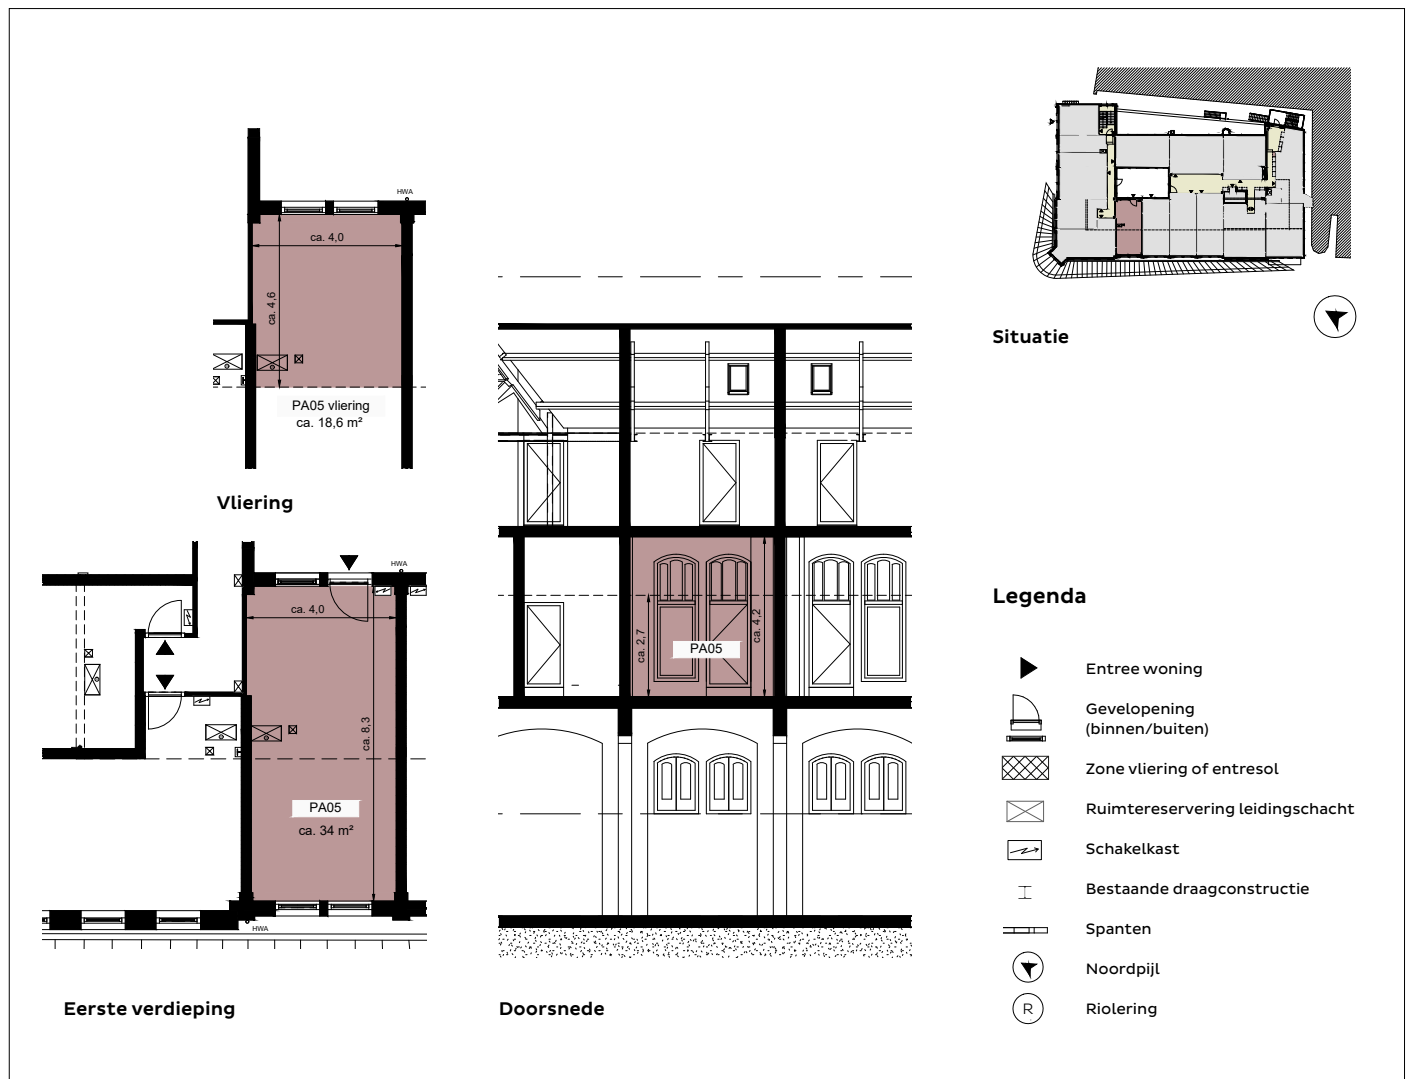 HWA
ca. 4,0
ca. 4,6
PA05 vliering
ca. 18,6 m²
Vliering
HWA
ca. 4,0
ca. 8,3
PA05
ca. 34 m²
HWA
Eerste verdieping
ca. 2,7
ca. 4,2
PA05
Doorsnede
Situatie
Legenda
Entree woning
Gevelopening
(binnen/buiten)
Zone vliering of entresol
Ruimtereservering leidingschacht
Schakelkast
Bestaande draagconstructie
Spanten
Noordpijl
R
Riolering